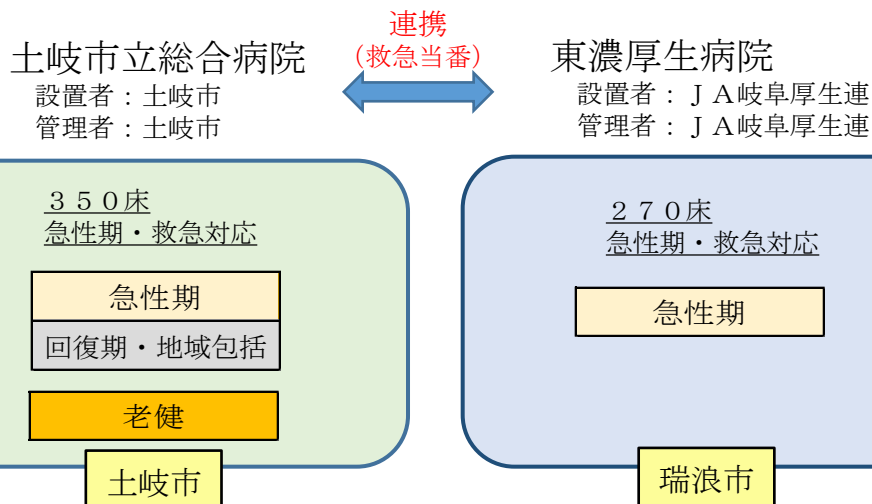 連携
（救急当番）
土岐市立総合病院
設置者：土岐市
管理者：土岐市
３５０床
急性期・救急対応
急性期
回復期・地域包括
老健
土岐市
東濃厚生病院
設置者：ＪＡ岐阜厚生連
管理者：ＪＡ岐阜厚生連
２７０床
急性期・救急対応
急性期
瑞浪市